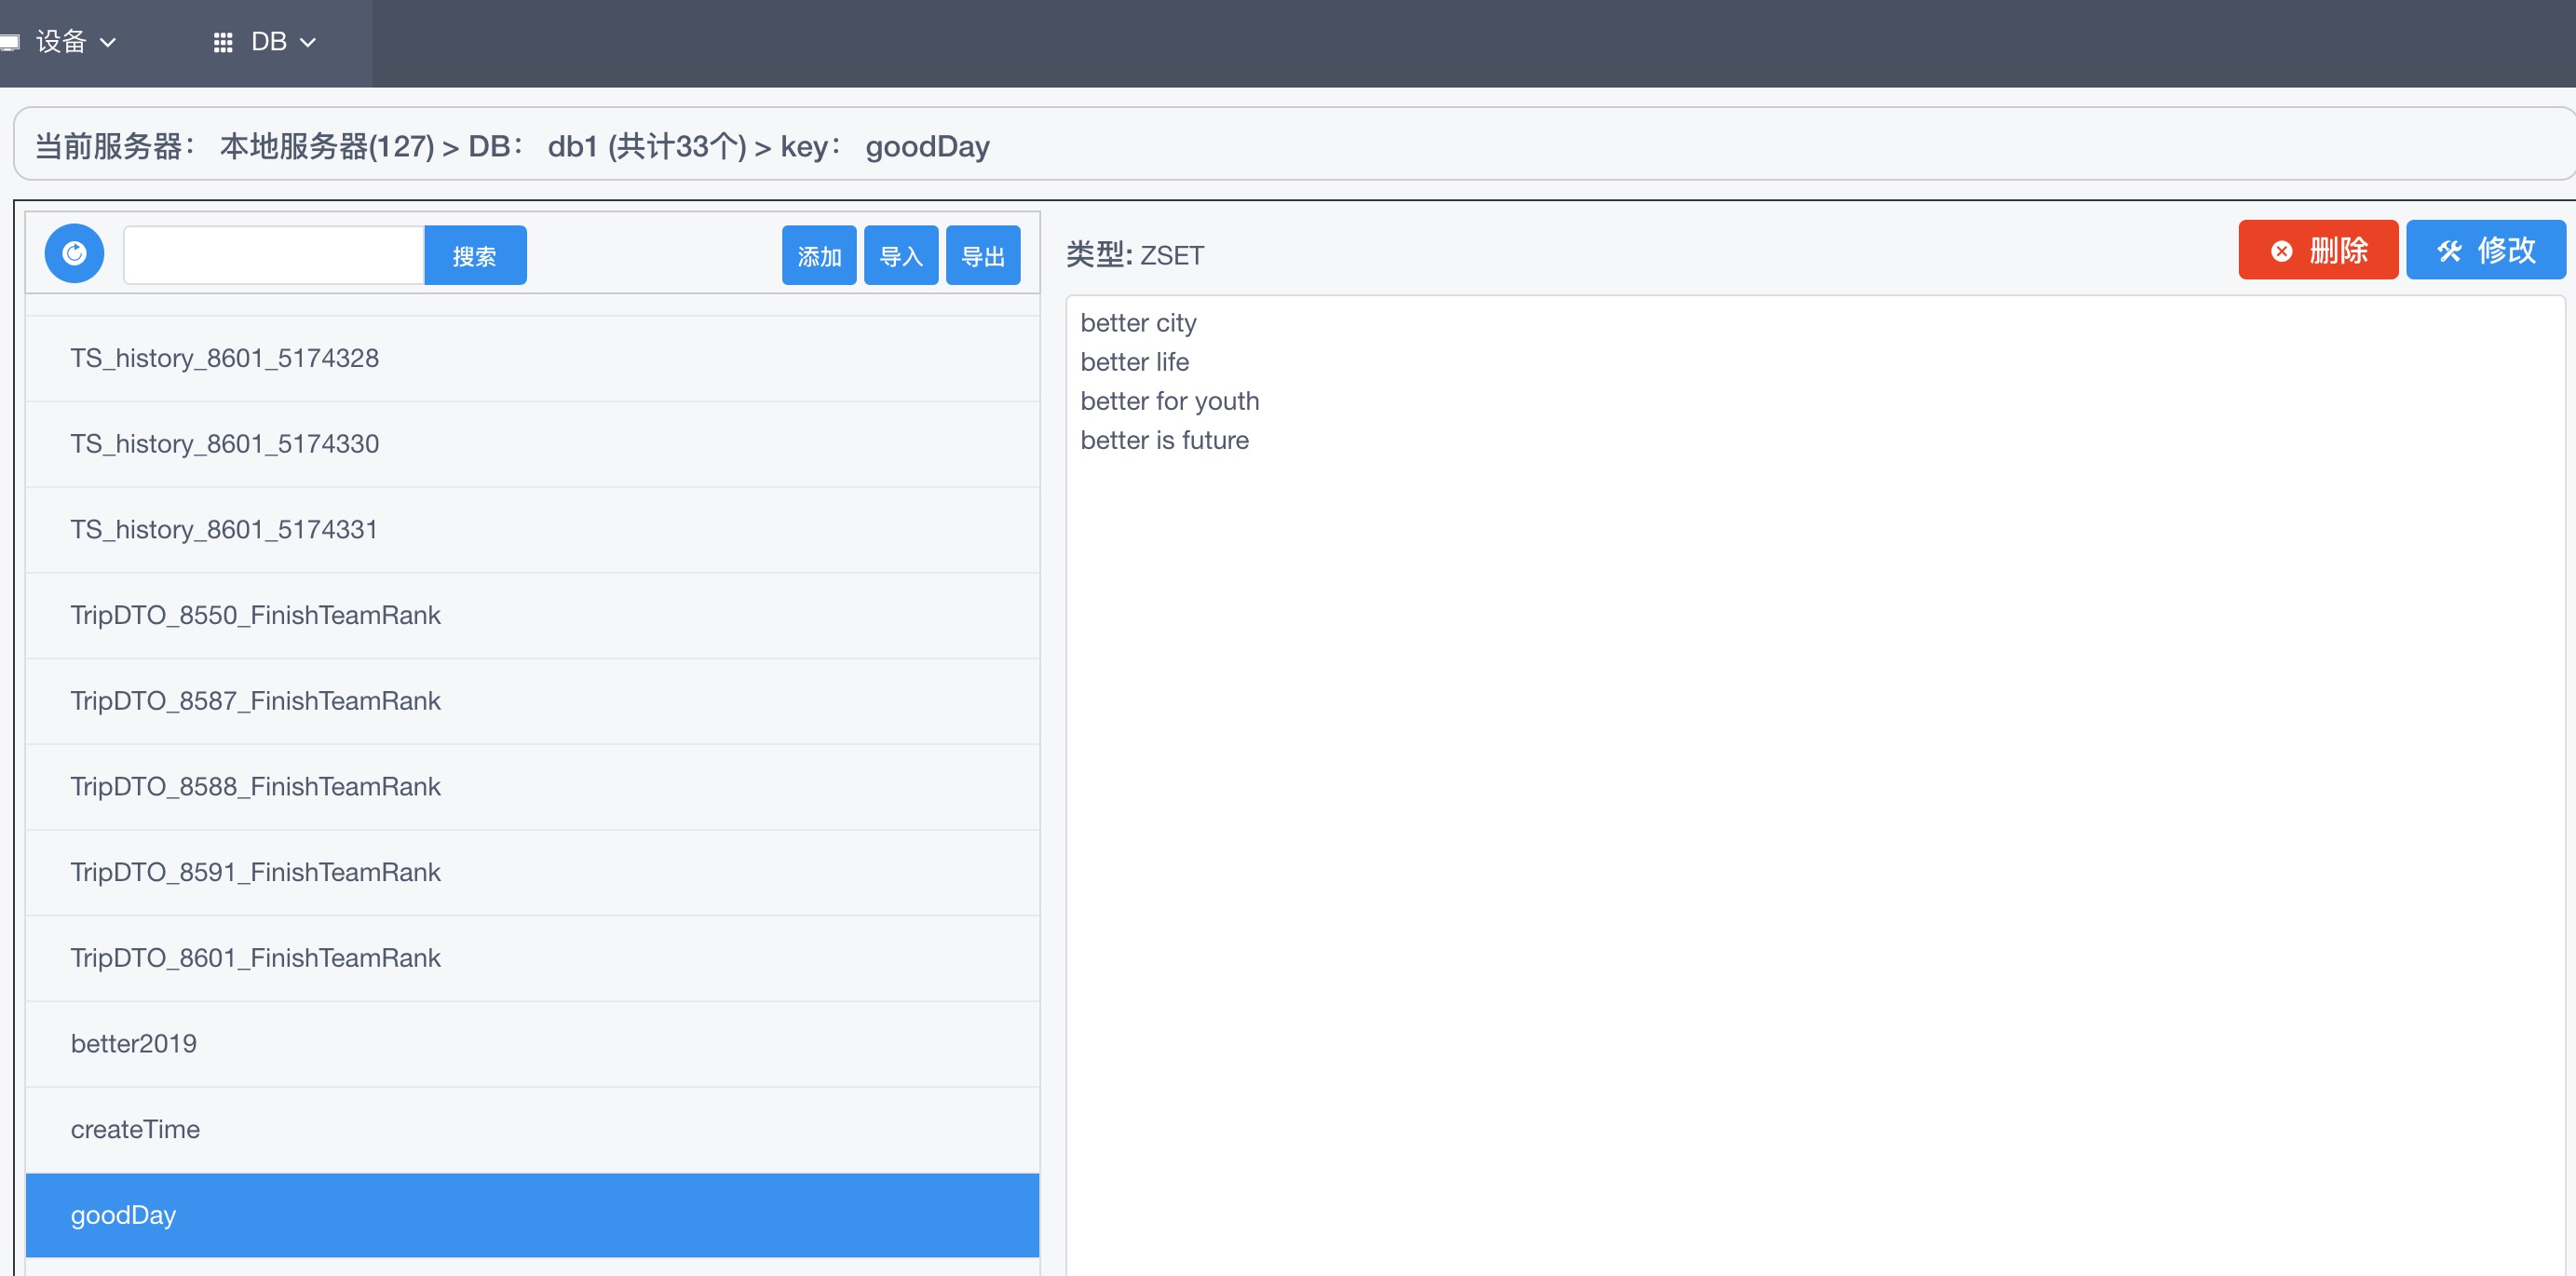 设备 DB
当前服务器： 本地服务器(127) > DB： db1 (共计33个) > key： goodDay
搜索 添加 导入 导出
TS_history_8601_5174328
TS_history_8601_5174330
TS_history_8601_5174331
TripDTO_8550_FinishTeamRank
TripDTO_8587_FinishTeamRank
TripDTO_8588_FinishTeamRank
TripDTO_8591_FinishTeamRank
TripDTO_8601_FinishTeamRank
better2019
createTime
goodDay
类型: ZSET 删除 修改
better city
better life
better for youth
better is future